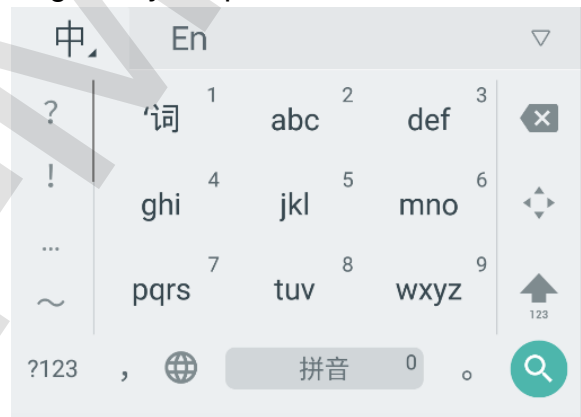 中 En
? '词 1 abc 2 def 3
! ghi 4 jkl 5 mno 6
... pqrs 7 tuv 8 wxyz 9
～ 123
?123 ， 拼音 0 。